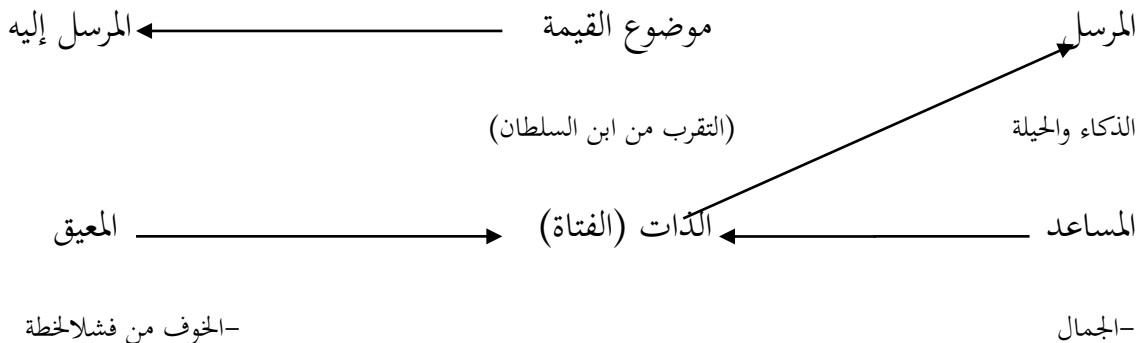 المرسل موضوع القيمة المرسل إليه
الذكاء والحيلة (التقرب من ابن السلطان)
المساعد الذات (الفتاة) المعيق
-الجمال -الخوف من فشلالخطة